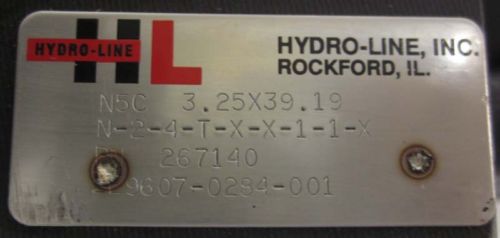 HYDRO-LINE
HL
HYDRO-LINE, INC.
ROCKFORD, IL.
N5C 3.25X39.19
N-2-4-T-X-X-1-1-X
267140
9607-0284-001